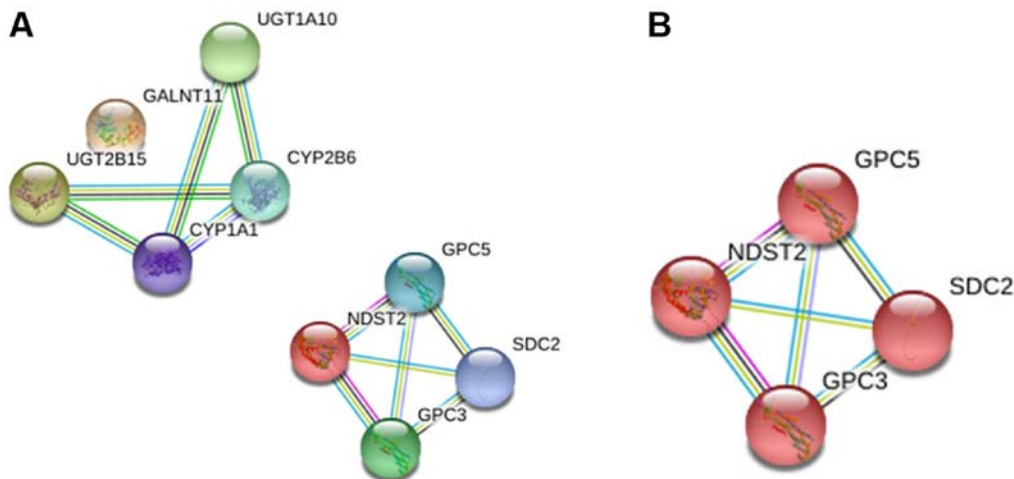 A
UGT1A10
GALNT11
UGT2B15
CYP2B6
CYP1A1
GPC5
NDST2
SDC2
GPC3
B
GPC5
NDST2
SDC2
GPC3